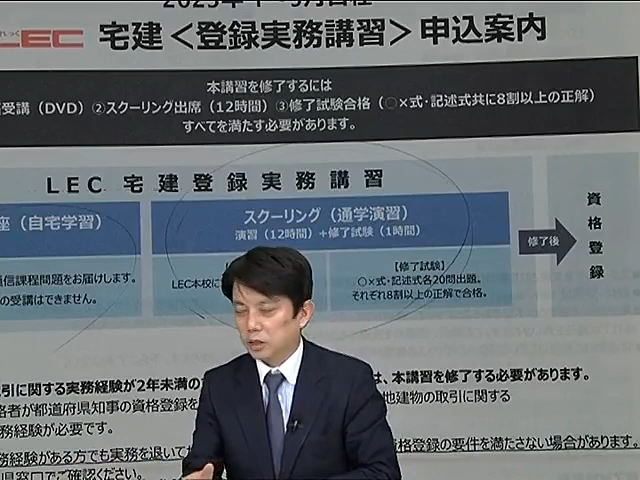 LEC 宅建＜登録実務講習＞申込案内
本講習を修了するには
受講（DVD）②スクーリング出席（12時間）③修了試験合格（○×式・記述式共に8割以上の正解）
すべてを満たす必要があります。
LEC 宅建登録実務講習
座（自宅学習）
信課程問題をお届けします。
の受講はできません。
スクーリング（通学演習）
演習（12時間）+修了試験（1時間）
LEC本校に
【修了試験】
○×式・記述式各20問出題。
それぞれ8割以上の正解で合格。
修了後
資格登録
引に関する実務経験が2年未満の
は、本講習を修了する必要があります。
格者が都道府県知事の資格登録を
地建物の取引に関する
務経験が必要です。
務経験がある方でも実務を退いて
資格登録の要件を満たさない場合があります。
県窓口でご確認ください。